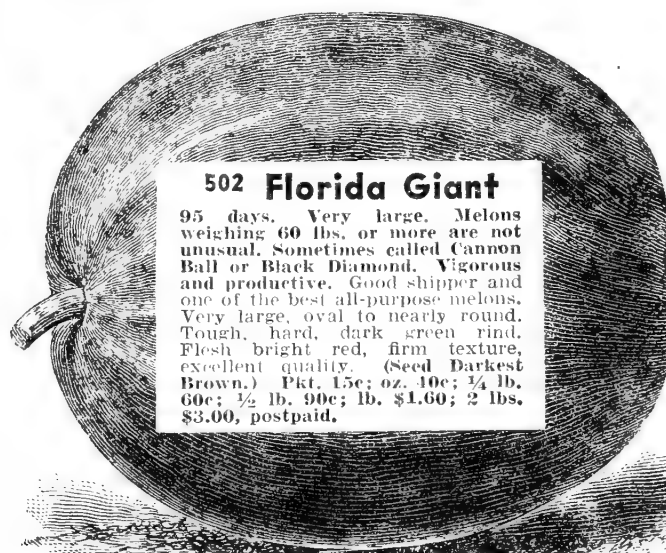 502 Florida Giant
95 days. Very large. Melons
weighing 60 lbs. or more are not
unusual. Sometimes called Cannon
Ball or Black Diamond. Vigorous
and productive. Good shipper and
one of the best all-purpose melons.
Very large, oval to nearly round.
Tough, hard, dark green rind.
Flesh bright red, firm texture,
excellent quality. (Seed Darkest
Brown.) Pkt. 15c; oz. 40c; ¼ lb.
60c; ½ lb. 90c; lb. $1.60; 2 lbs.
$3.00, postpaid.